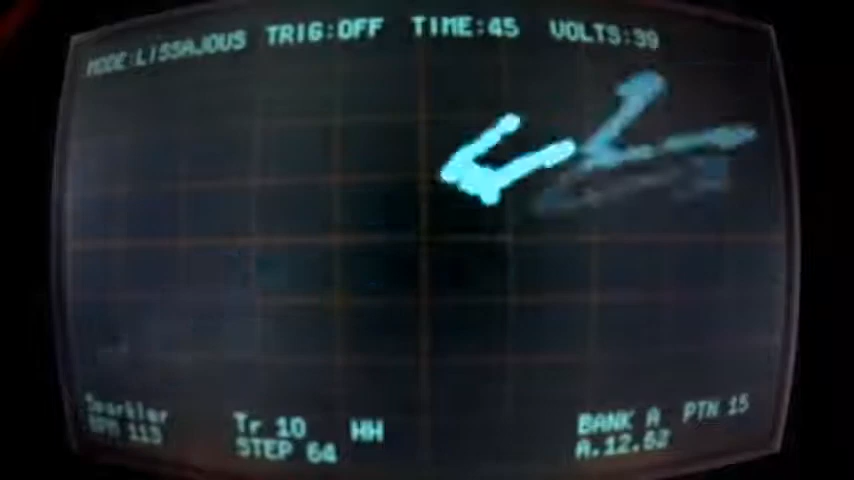 MODE:LISSAJOUS TRIG:OFF TIME:45 VOLTS:39
Sparkler
BPM 113
Tr 10 HH
STEP 64
BANK A PTN 15
A.12.62